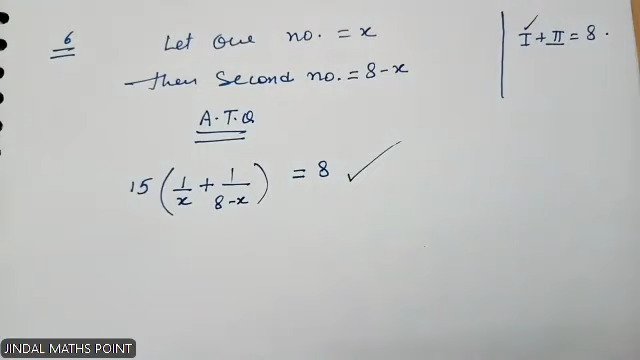 6
Let one no. = x
I + II = 8.
Then Second no. = 8-x
A.T.Q
15 (1/x + 1/8-x) = 8 ✓
JINDAL MATHS POINT